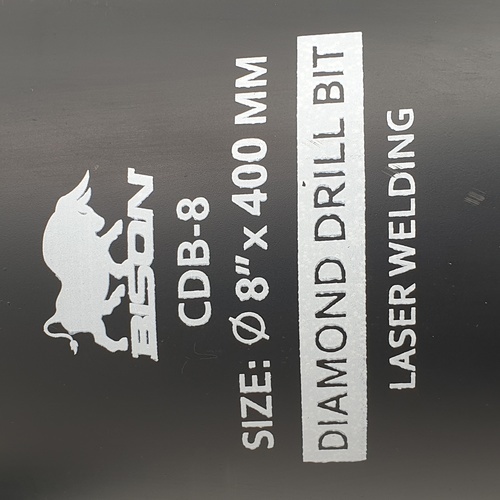 BISON
CDB-8
SIZE: Ø 8"x 400 MM
DIAMOND DRILL BIT
LASER WELDING